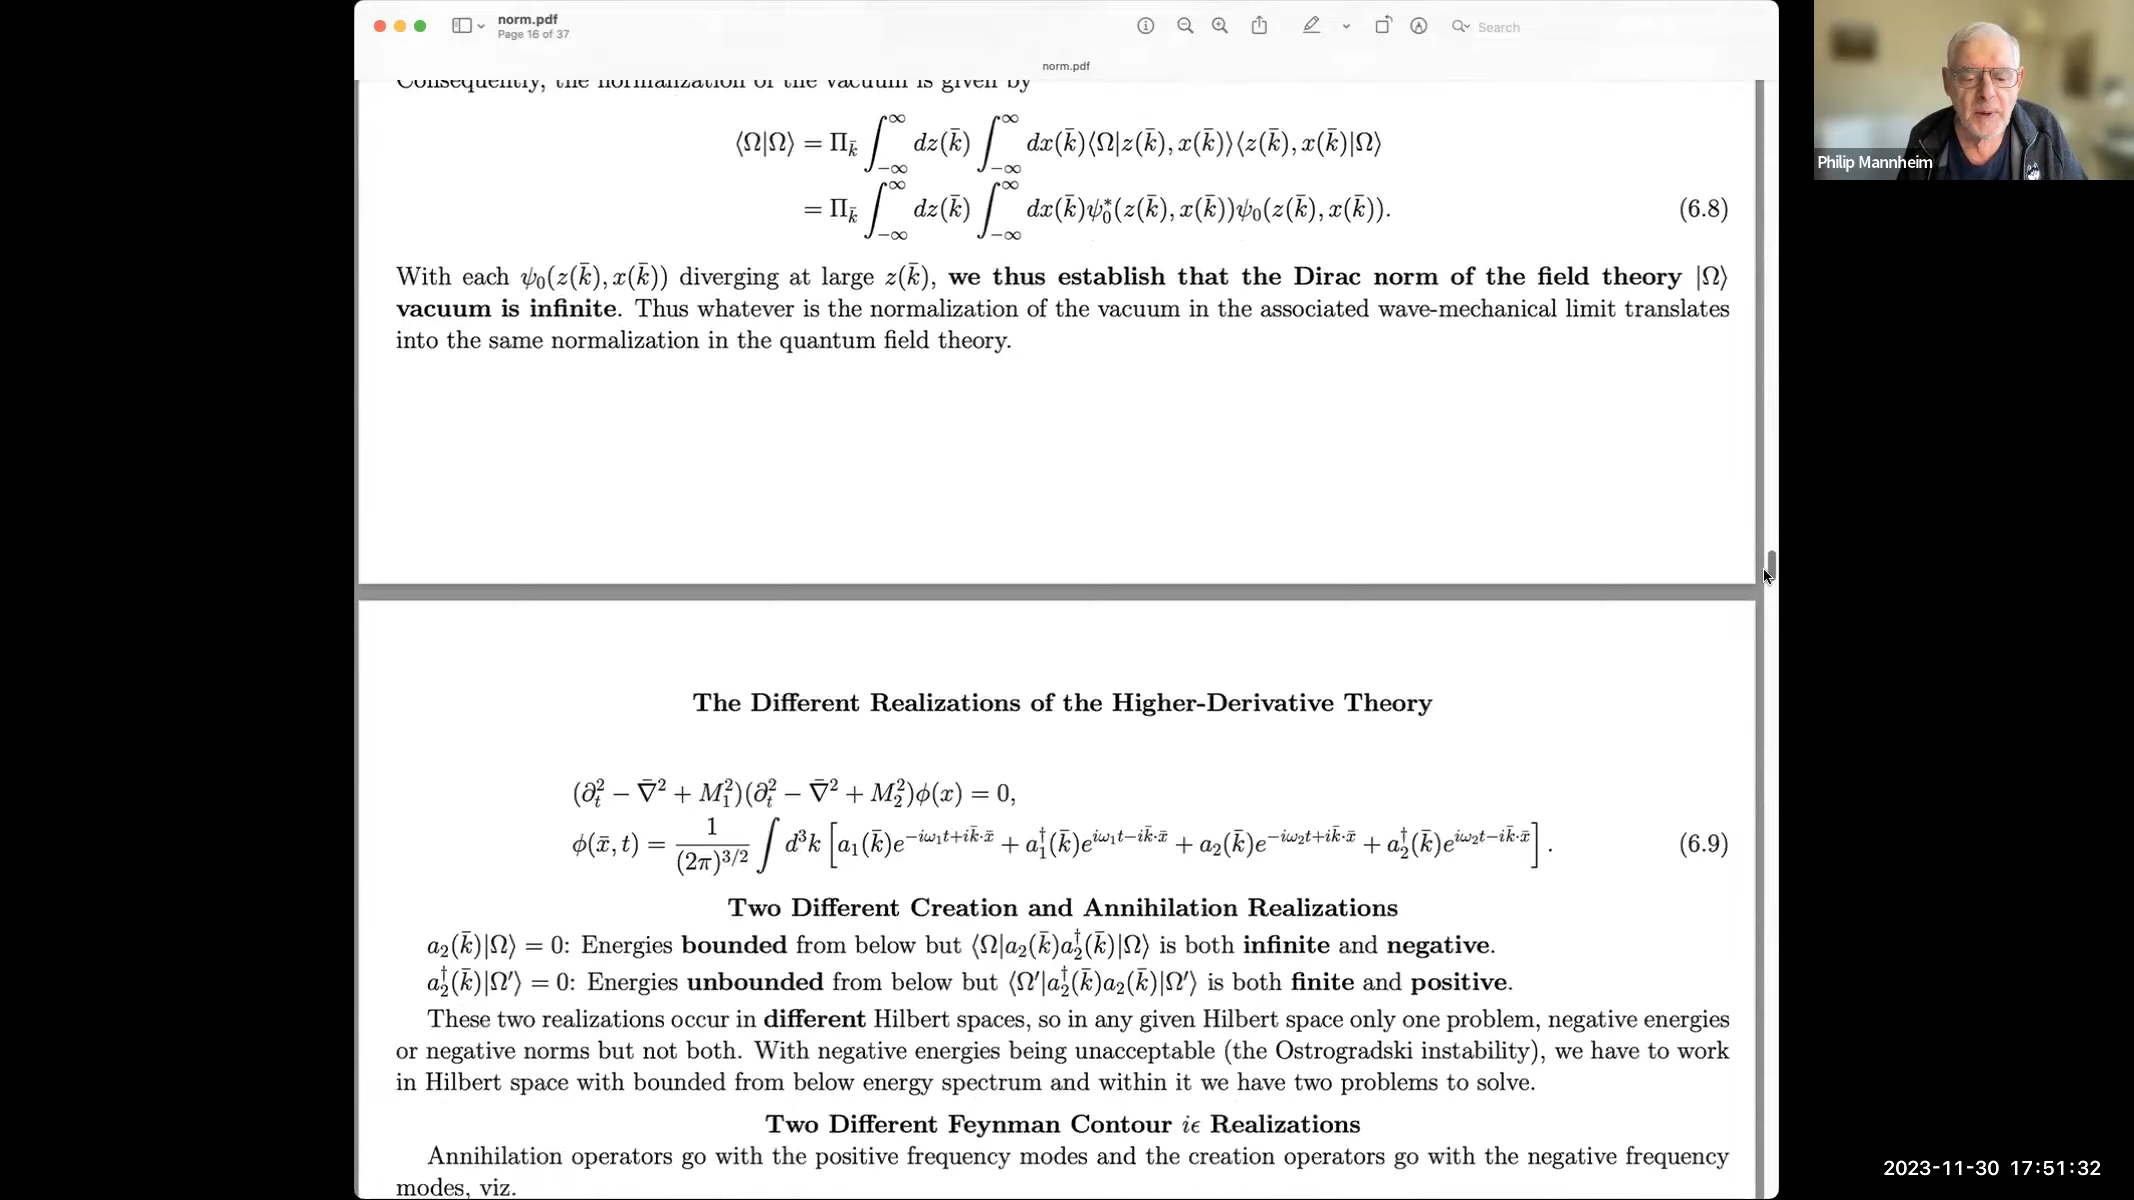 norm.pdf
Page 16 of 37
Search
norm.pdf
Consequently, the normalization of the vacuum is given by
⟨Ω|Ω⟩ = Π_k̄ ∫_{−∞}^{∞} dz(k̄) ∫_{−∞}^{∞} dx(k̄)⟨Ω|z(k̄), x(k̄)⟩⟨z(k̄), x(k̄)|Ω⟩
= Π_k̄ ∫_{−∞}^{∞} dz(k̄) ∫_{−∞}^{∞} dx(k̄)ψ₀*(z(k̄), x(k̄))ψ₀(z(k̄), x(k̄)). (6.8)
With each ψ₀(z(k̄), x(k̄)) diverging at large z(k̄), we thus establish that the Dirac norm of the field theory |Ω⟩
vacuum is infinite. Thus whatever is the normalization of the vacuum in the associated wave-mechanical limit translates
into the same normalization in the quantum field theory.
The Different Realizations of the Higher-Derivative Theory
(∂_t² − ∇̄² + M₁²)(∂_t² − ∇̄² + M₂²)φ(x) = 0,
φ(x̄, t) = 1/(2π)^{3/2} ∫ d³k [a₁(k̄)e^{−iω₁t+ik̄·x̄} + a₁†(k̄)e^{iω₁t−ik̄·x̄} + a₂(k̄)e^{−iω₂t+ik̄·x̄} + a₂†(k̄)e^{iω₂t−ik̄·x̄}]. (6.9)
Two Different Creation and Annihilation Realizations
a₂(k̄)|Ω⟩ = 0: Energies bounded from below but ⟨Ω|a₂(k̄)a₂†(k̄)|Ω⟩ is both infinite and negative.
a₂†(k̄)|Ω′⟩ = 0: Energies unbounded from below but ⟨Ω′|a₂†(k̄)a₂(k̄)|Ω′⟩ is both finite and positive.
These two realizations occur in different Hilbert spaces, so in any given Hilbert space only one problem, negative energies
or negative norms but not both. With negative energies being unacceptable (the Ostrogradski instability), we have to work
in Hilbert space with bounded from below energy spectrum and within it we have two problems to solve.
Two Different Feynman Contour iϵ Realizations
Annihilation operators go with the positive frequency modes and the creation operators go with the negative frequency
modes, viz.
Philip Mannheim
2023-11-30 17:51:32